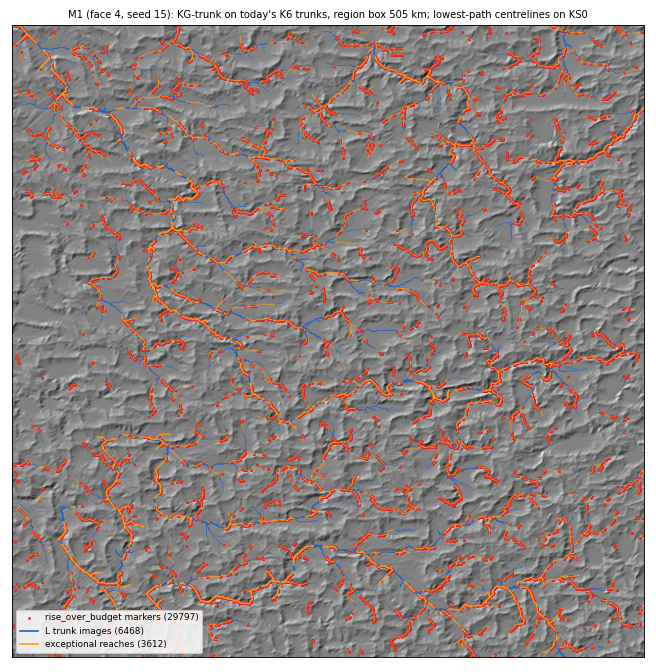 M1 (face 4, seed 15): KG-trunk on today's K6 trunks, region box 505 km; lowest-path centrelines on KS0
rise_over_budget markers (29797)
L trunk images (6468)
exceptional reaches (3612)